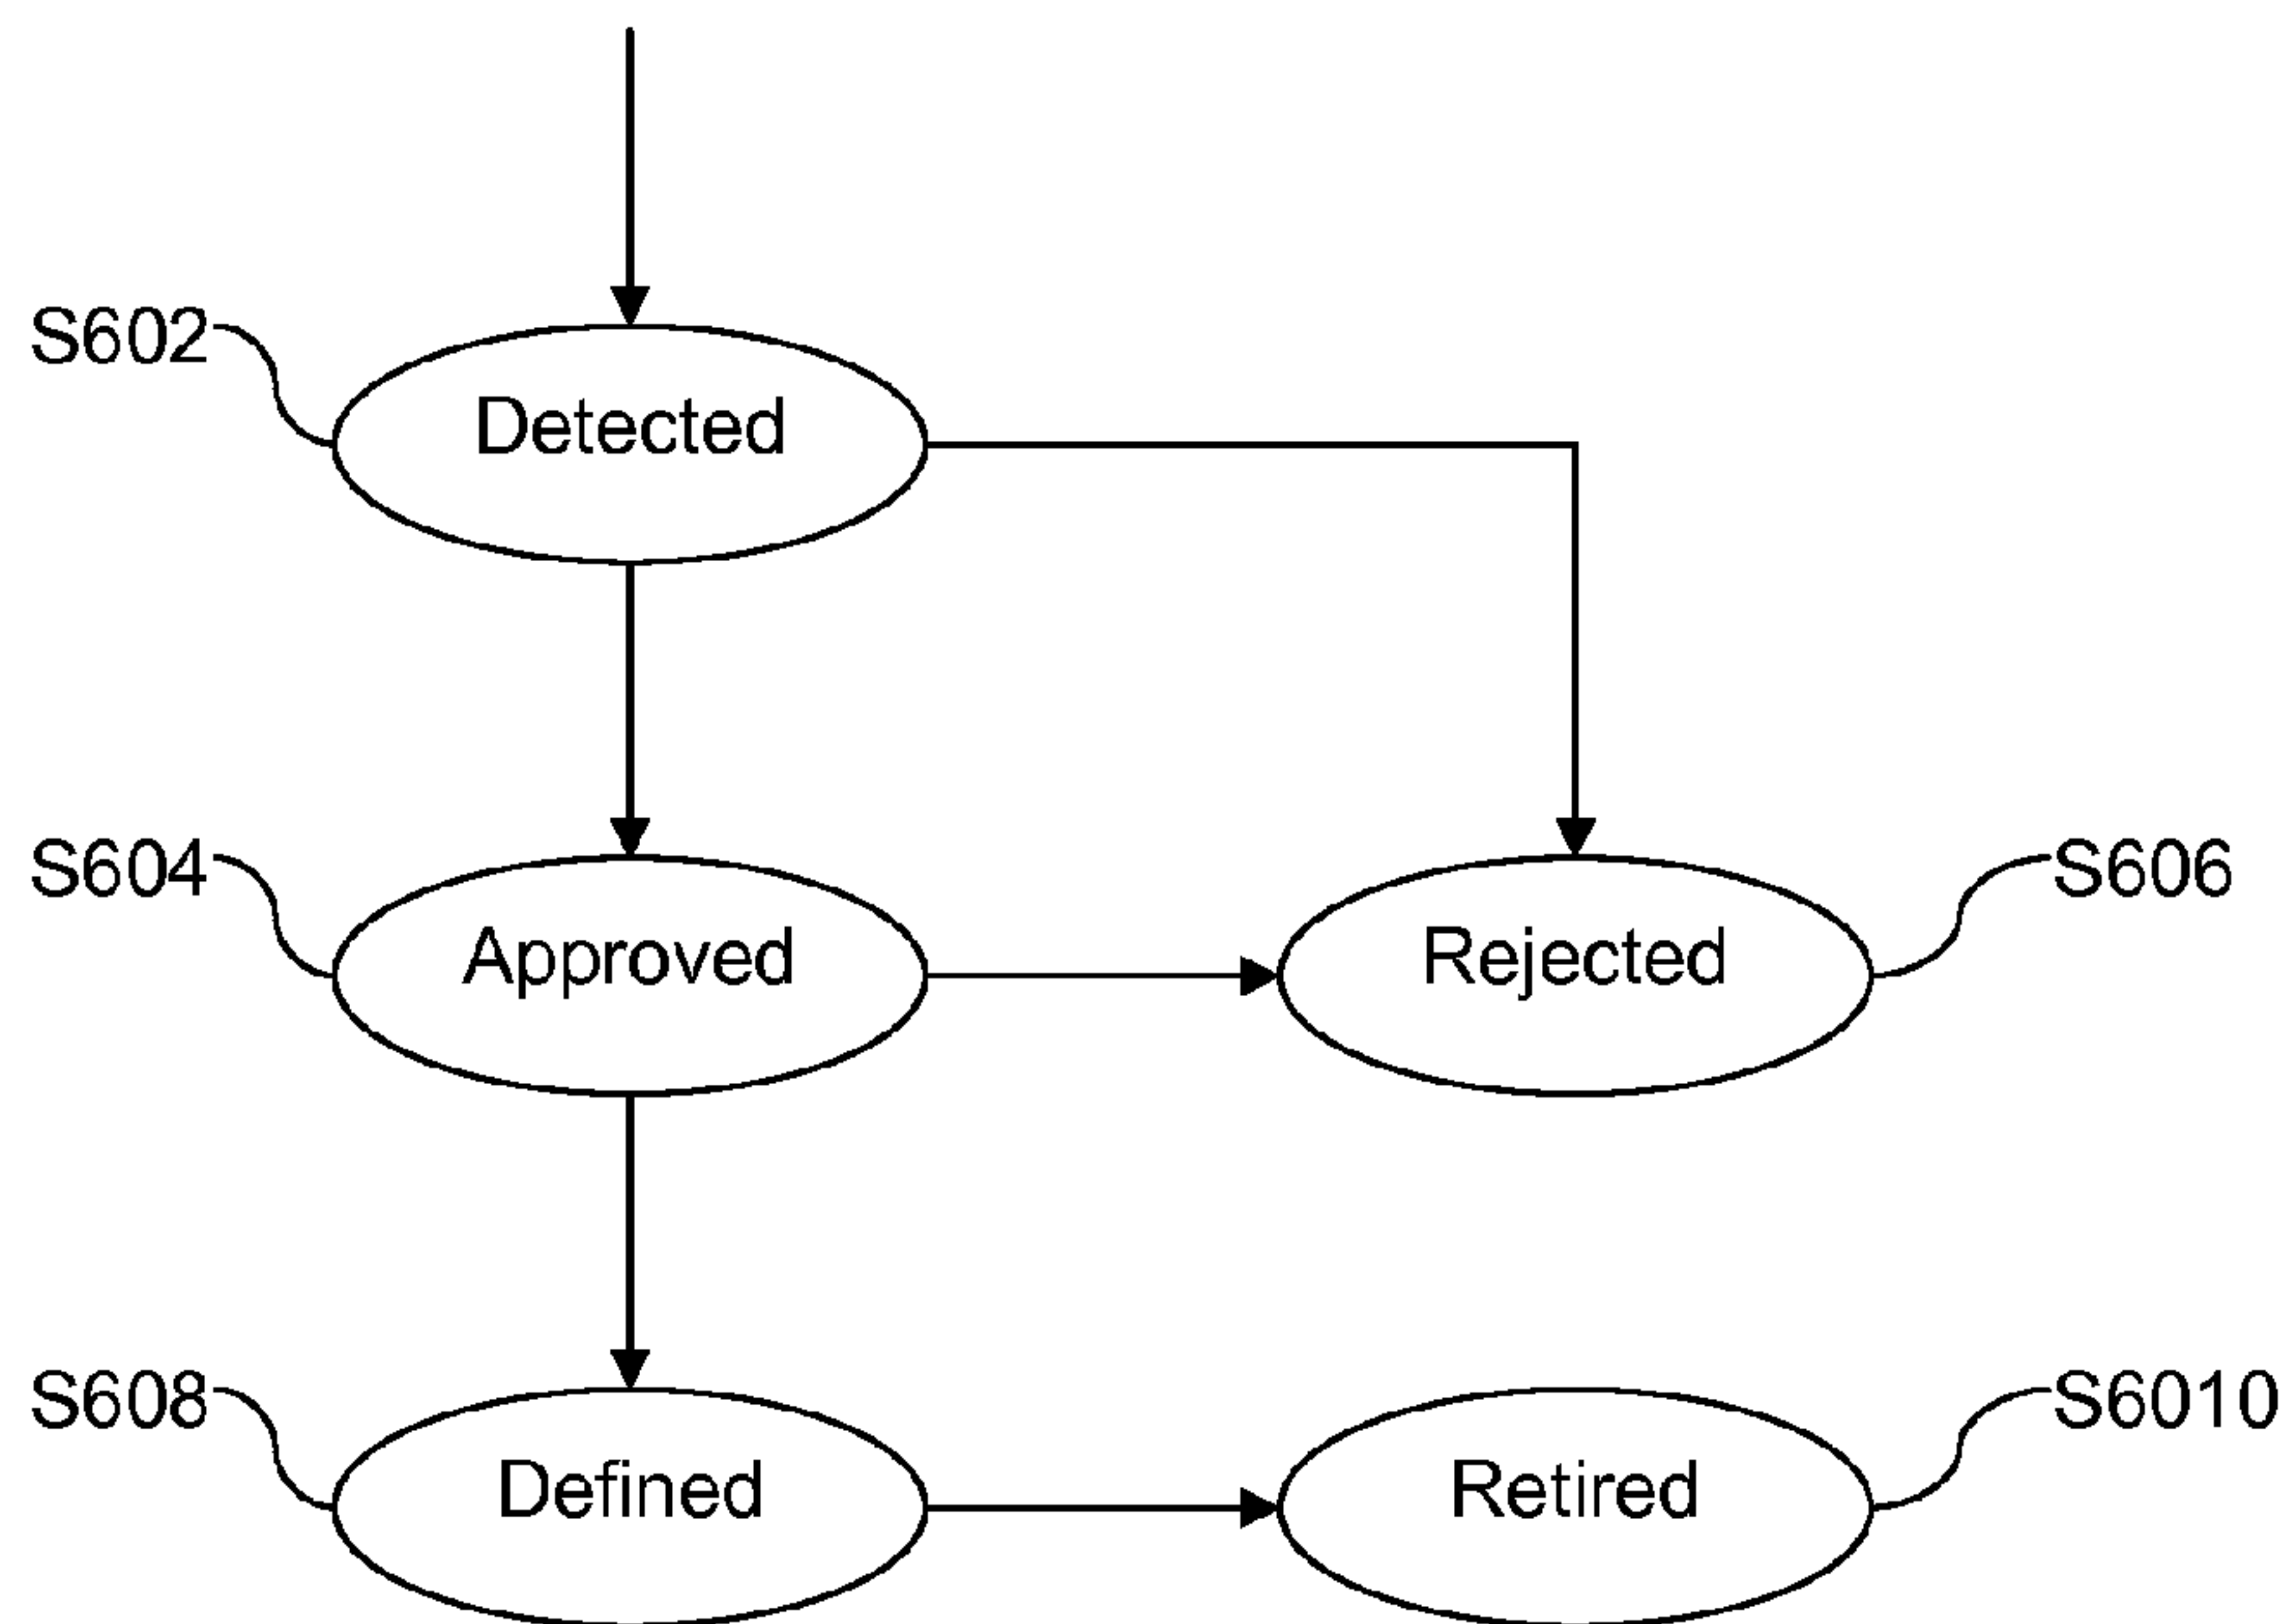 S602
Detected
S604
Approved
Rejected
S606
S608
Defined
Retired
S6010